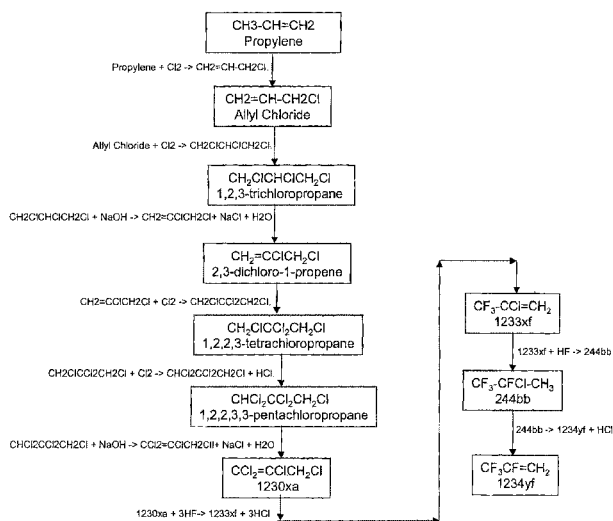 CH3-CH=CH2
Propylene
Propylene + Cl2 -> CH2=CH-CH2Cl.
CH2=CH-CH2Cl
Allyl Chloride
Allyl Chloride + Cl2 -> CH2ClCHClCH2Cl.
CH₂ClCHClCH₂Cl
1,2,3-trichloropropane
CH2ClCHClCH2Cl + NaOH -> CH2=CClCH2Cl+ NaCl + H2O
CH₂=CClCH₂Cl
2,3-dichloro-1-propene
CH2=CClCH2Cl + Cl2 -> CH2ClCCl2CH2Cl.
CH₂ClCCl₂CH₂Cl
1,2,2,3-tetrachloropropane
CH2ClCCl2CH2Cl + Cl2 -> CHCl2CCl2CH2Cl + HCl.
CHCl₂CCl₂CH₂Cl
1,2,2,3,3-pentachloropropane
CHCl2CCl2CH2Cl + NaOH -> CCl2=CClCH2Cl+ NaCl + H2O
CCl₂=CClCH₂Cl
1230xa
1230xa + 3HF-> 1233xf + 3HCl
CF₃-CCl=CH₂
1233xf
1233xf + HF -> 244bb
CF₃-CFCl-CH₃
244bb
244bb -> 1234yf + HCl
CF₃CF=CH₂
1234yf